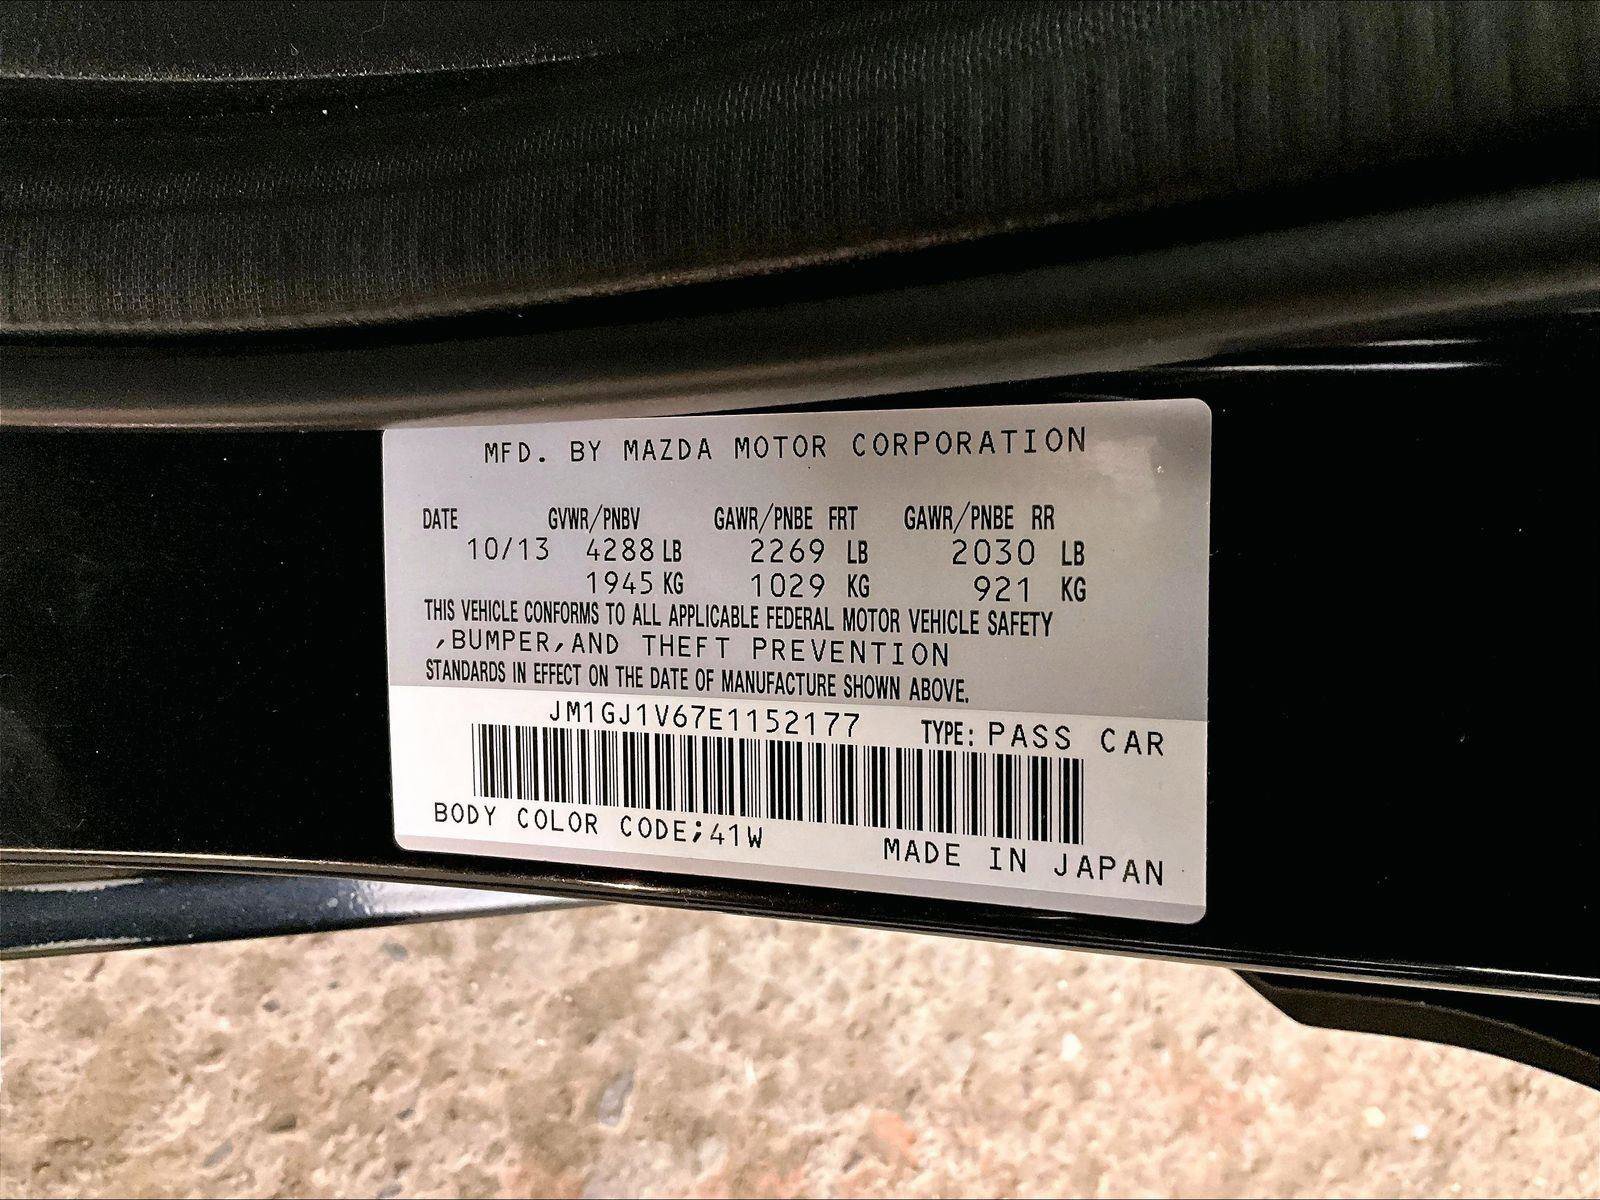 MFD. BY MAZDA MOTOR CORPORATION
DATE GVWR/PNBV GAWR/PNBE FRT GAWR/PNBE RR
10/13 4288 LB 2269 LB 2030 LB
1945 KG 1029 KG 921 KG
THIS VEHICLE CONFORMS TO ALL APPLICABLE FEDERAL MOTOR VEHICLE SAFETY
,BUMPER,AND THEFT PREVENTION
STANDARDS IN EFFECT ON THE DATE OF MANUFACTURE SHOWN ABOVE.
JM1GJ1V67E1152177 TYPE: PASS CAR
BODY COLOR CODE;41W
MADE IN JAPAN